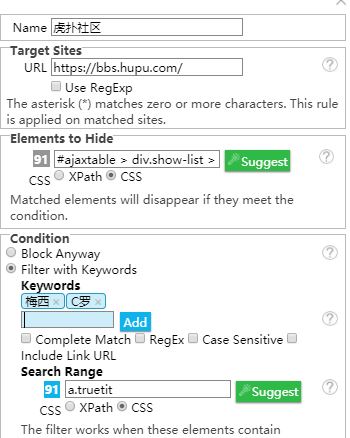 Name 虎扑社区
Target Sites
URL https://bbs.hupu.com/
Use RegExp
The asterisk (*) matches zero or more characters. This rule
is applied on matched sites.
Elements to Hide
91 #ajaxtable > div.show-list > Suggest
CSS XPath CSS
Matched elements will disappear if they meet the
condition.
Condition
Block Anyway
Filter with Keywords
Keywords
梅西 × C罗 ×
Add
Complete Match RegEx Case Sensitive
Include Link URL
Search Range
91 a.truetit Suggest
CSS XPath CSS
The filter works when these elements contain